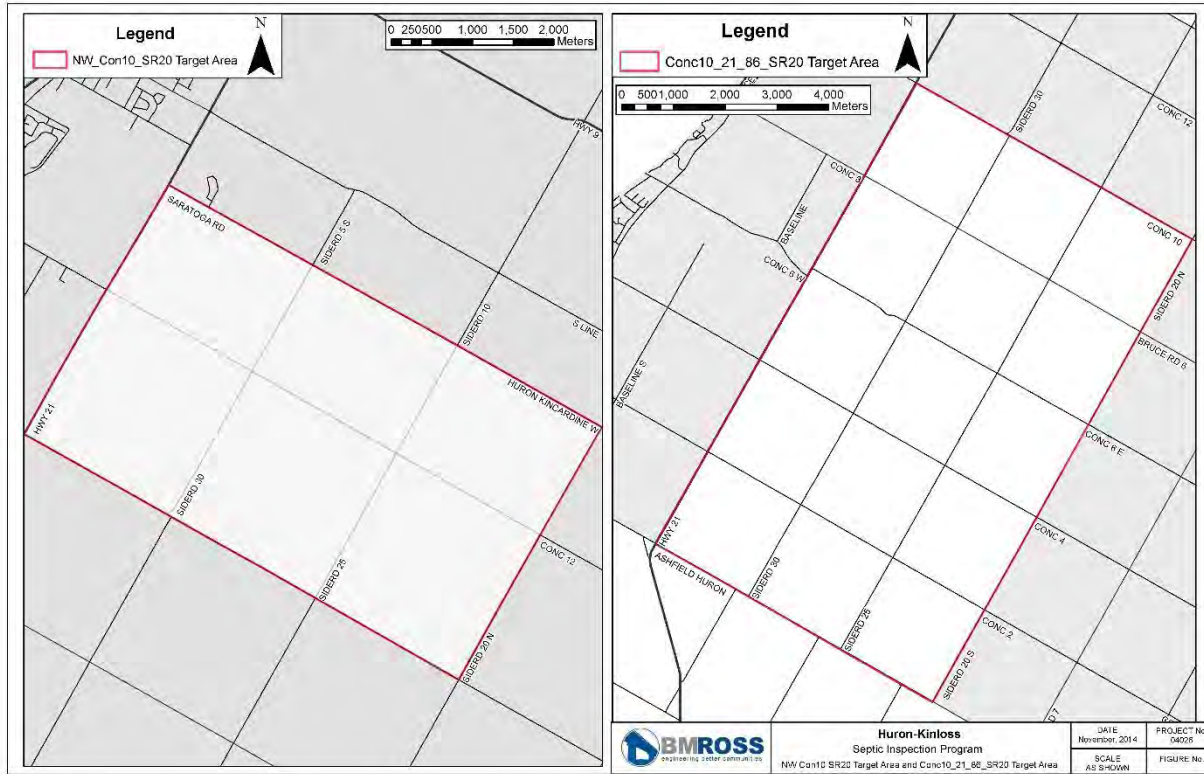 Legend
NW_Con10_SR20 Target Area
N
0 250500 1,000 1,500 2,000
Meters
HWY 9
SARATOGA RD
SIDERD 5 S
SIDERD 10
S LINE
HURON KINCARDINE W
HWY 21
SIDERD 30
SIDERD 25
CONC 12
SIDERD 20 N
Legend
Conc10_21_86_SR20 Target Area
N
0 5001,000 2,000 3,000 4,000
Meters
SIDERD 30
CONC 12
BASELINE
CONC 8 W
CONC 10
SIDERD 20 N
BASELINE S
BRUCE RD 6
CONC 6 E
CONC 4
HWY 21
ASHFIELD HURON
SIDERD 30
SIDERD 25
CONC 2
SIDERD 20 S
BMROSS
engineering better communities
Huron-Kinloss
Septic Inspection Program
NW Con10 SR20 Target Area and Conc10_21_86_SR20 Target Area
DATE
November, 2014
PROJECT No.
04026
SCALE
AS SHOWN
FIGURE No.